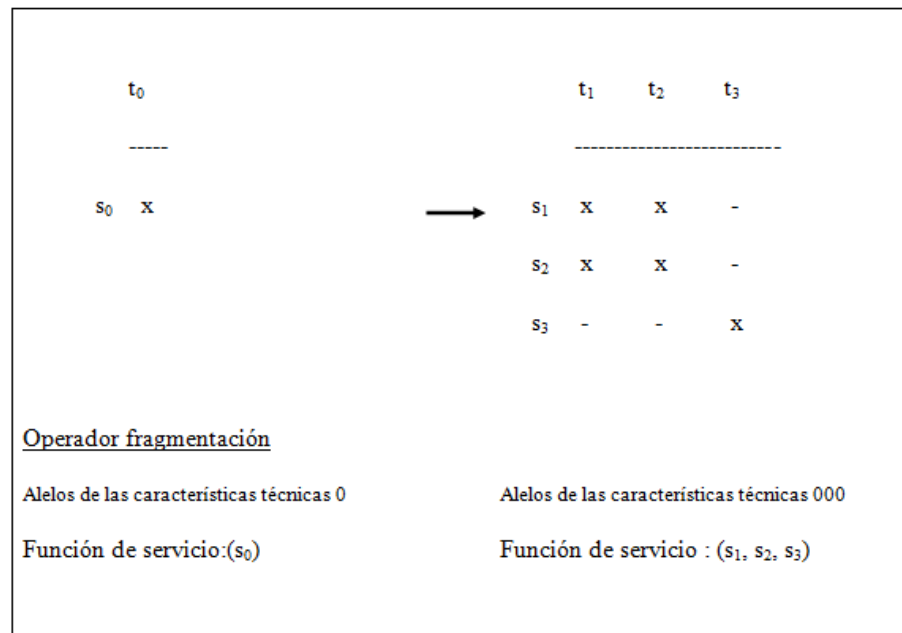 t₀ t₁ t₂ t₃
----- --------------------------
s₀ x s₁ x x -
s₂ x x -
s₃ - - x
Operador fragmentación
Alelos de las características técnicas 0 Alelos de las características técnicas 000
Función de servicio:(s₀) Función de servicio : (s₁, s₂, s₃)